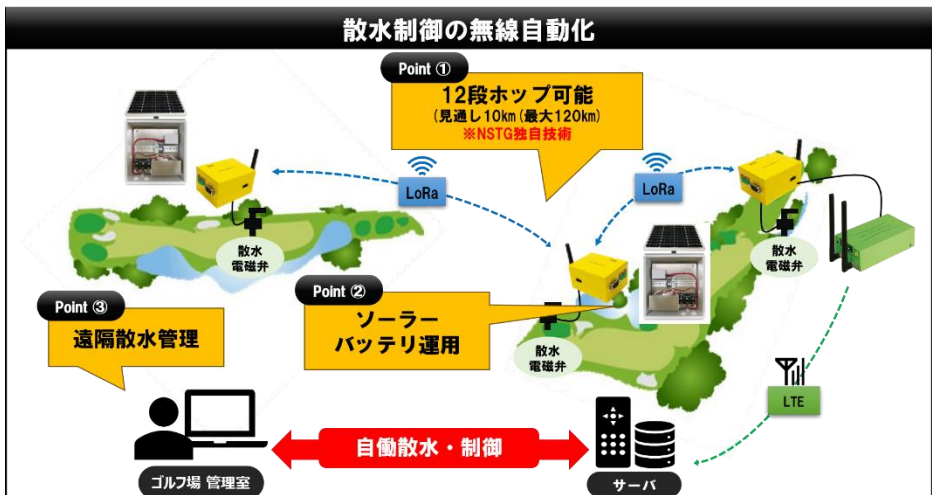 散水制御の無線自動化
Point ①
12段ホップ可能
(見通し10km(最大120km)
※NSTG独自技術
LoRa
LoRa
散水
電磁弁
散水
電磁弁
Point ②
ソーラー
バッテリ運用
Point ③
遠隔散水管理
散水
電磁弁
LTE
自働散水・制御
ゴルフ場 管理室
サーバ